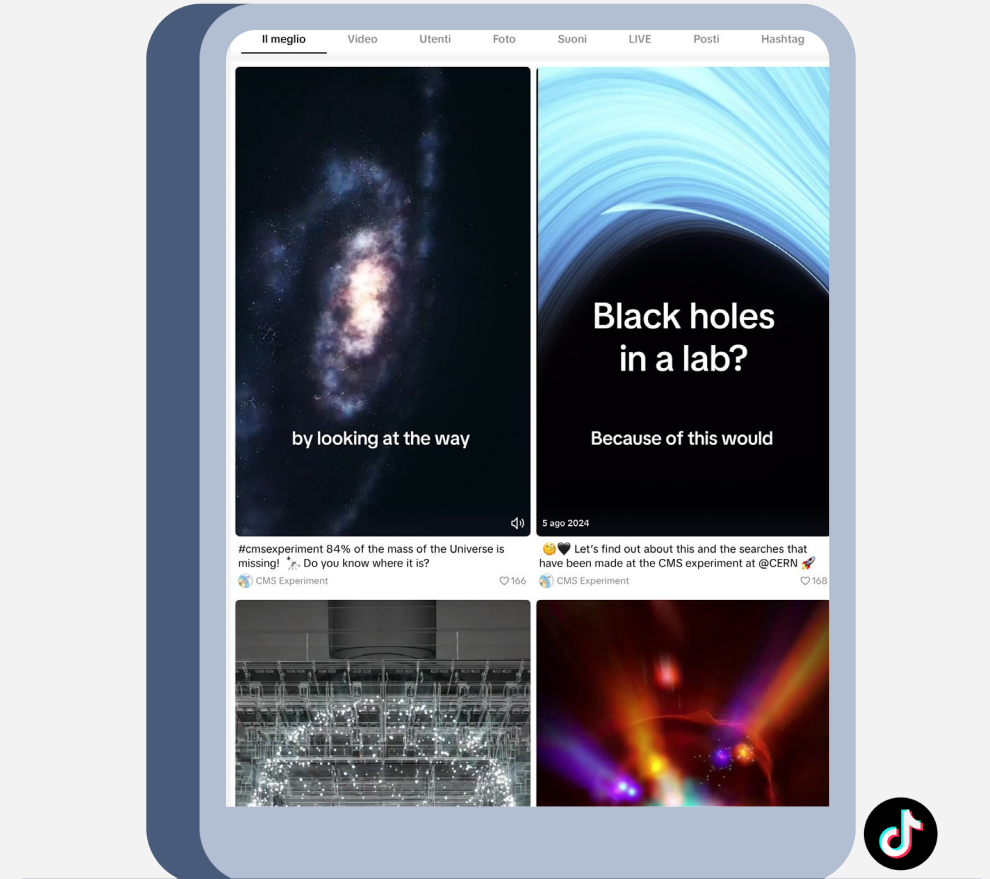 Il meglio Video Utenti Foto Suoni LIVE Posti Hashtag
by looking at the way
#cmsexperiment 84% of the mass of the Universe is
missing! 🔭 Do you know where it is?
CMS Experiment 166
Black holes
in a lab?
Because of this would
5 ago 2024
🧐🖤 Let's find out about this and the searches that
have been made at the CMS experiment at @CERN 🚀
CMS Experiment 168